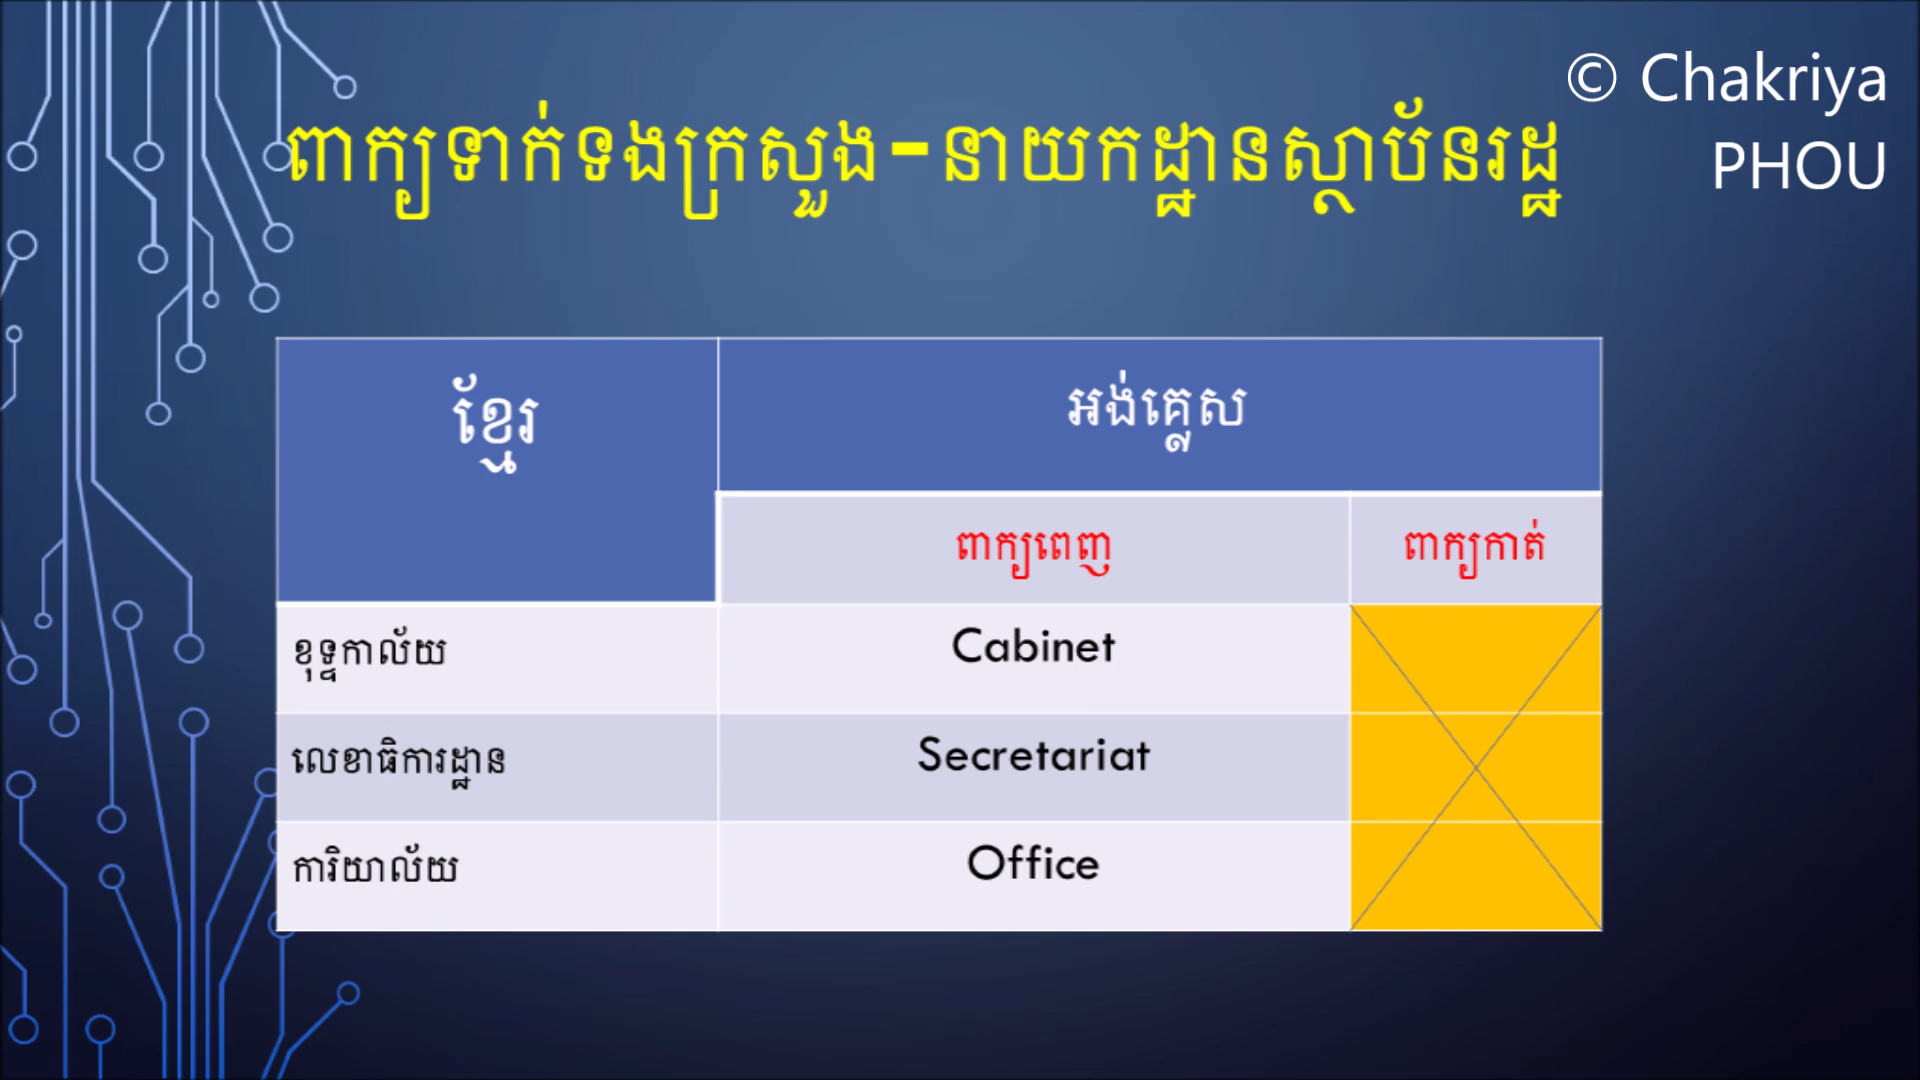 © Chakriya
PHOU
ពាក្យទាក់ទងក្រសួង-នាយកដ្ឋានស្ថាប័នរដ្ឋ
ខ្មែរ
អង់គ្លេស
ពាក្យពេញ
ពាក្យកាត់
ខុទ្ទកាល័យ
Cabinet
លេខាធិការដ្ឋាន
Secretariat
ការិយាល័យ
Office